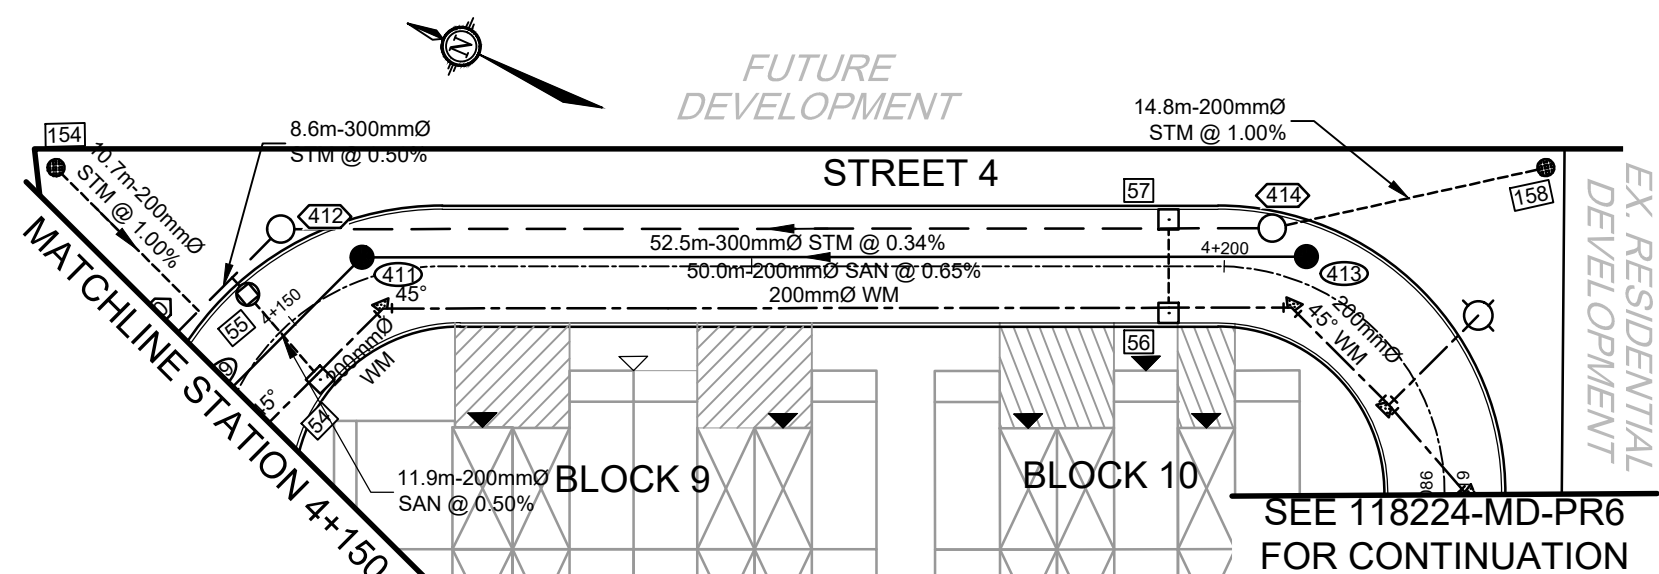 N
FUTURE
DEVELOPMENT
14.8m-200mmØ
STM @ 1.00%
154
8.6m-300mmØ
STM @ 0.50%
10.7m-200mmØ
STM @ 1.00%
STREET 4
57
414
158
EX. RESIDENTIAL
DEVELOPMENT
412
52.5m-300mmØ STM @ 0.34%
4+200
411
50.0m-200mmØ SAN @ 0.65%
413
45°
200mmØ WM
4+150
55
200mmØ
WM
200mmØ
45° WM
56
MATCHLINE STATION 4+150
5°
54
11.9m-200mmØ
SAN @ 0.50%
BLOCK 9
BLOCK 10
SEE 118224-MD-PR6
FOR CONTINUATION